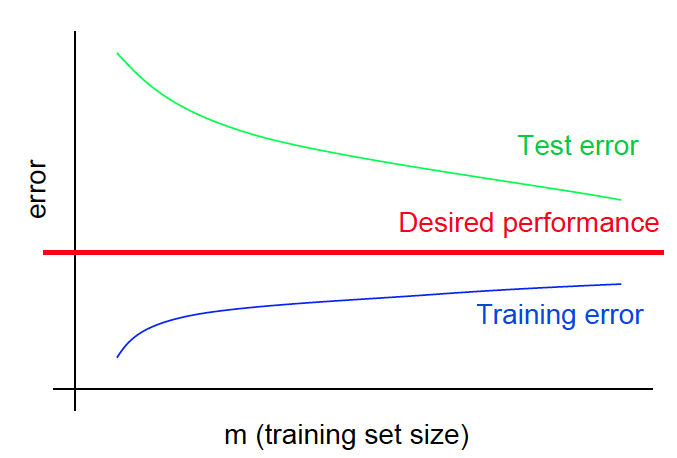 error
Test error
Desired performance
Training error
m (training set size)